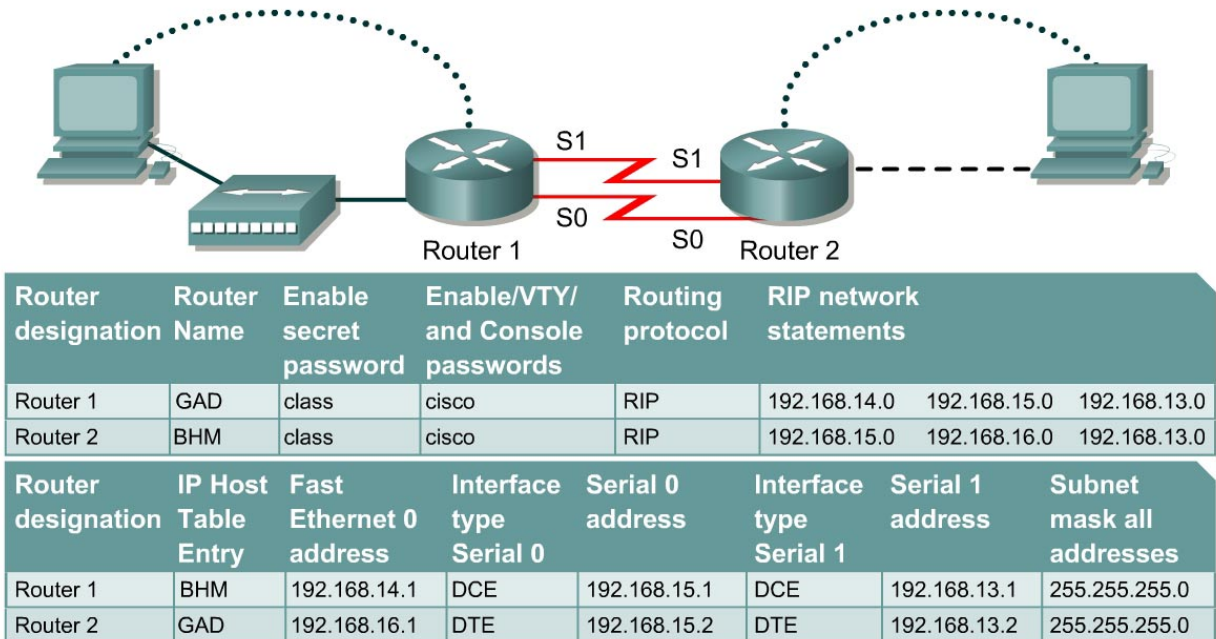 S1
S1
S0
S0
Router 1
Router 2
Router designation Router Name Enable secret password Enable/VTY/ and Console passwords Routing protocol RIP network statements
Router 1 GAD class cisco RIP 192.168.14.0 192.168.15.0 192.168.13.0
Router 2 BHM class cisco RIP 192.168.15.0 192.168.16.0 192.168.13.0
Router designation IP Host Table Entry Fast Ethernet 0 address Interface type Serial 0 Serial 0 address Interface type Serial 1 Serial 1 address Subnet mask all addresses
Router 1 BHM 192.168.14.1 DCE 192.168.15.1 DCE 192.168.13.1 255.255.255.0
Router 2 GAD 192.168.16.1 DTE 192.168.15.2 DTE 192.168.13.2 255.255.255.0